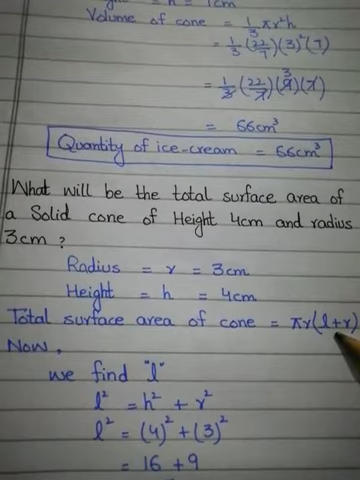 = h = 7cm
Volume of cone = 1/3 πr²h
= 1/3 (22/7) (3)² (7)
= 1/3 (22/7) (9)3 (7)
= 66cm³
Quantity of ice-cream = 66cm³
What will be the total surface area of
a Solid cone of Height 4cm and radius
3cm ?
Radius = r = 3cm
Height = h = 4cm
Total surface area of cone = πr(l+r)
Now,
we find "l"
l² = h² + r²
l² = (4)² + (3)²
= 16 + 9